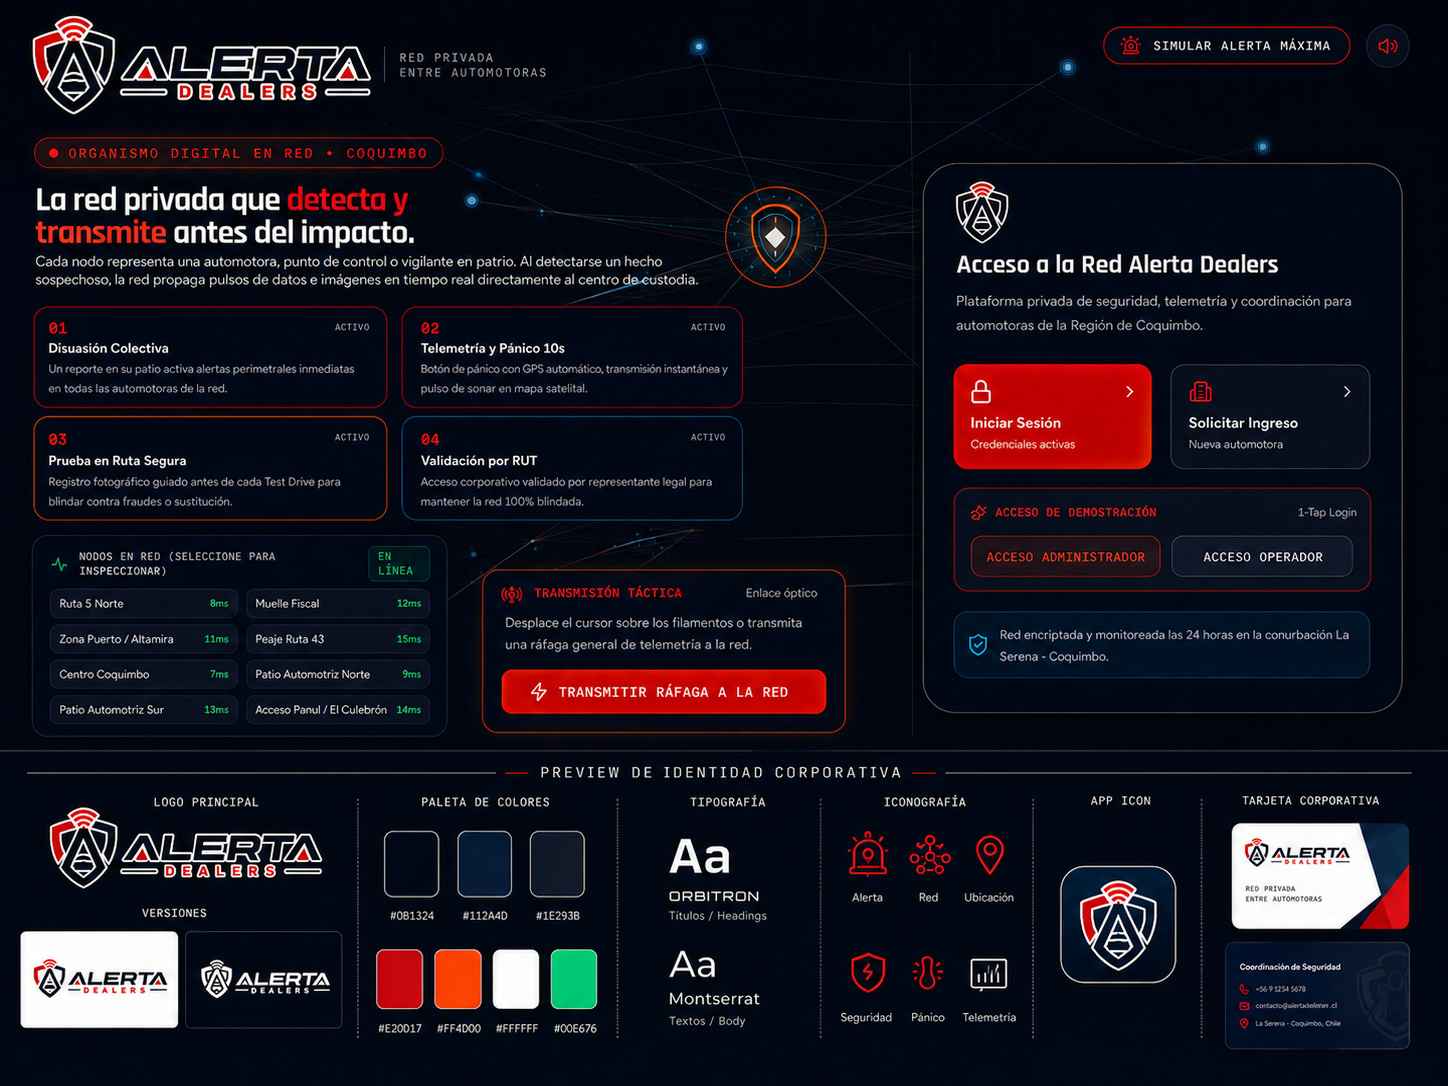 ALERTA
DEALERS
RED PRIVADA
ENTRE AUTOMOTORAS
SIMULAR ALERTA MÁXIMA
ORGANISMO DIGITAL EN RED • COQUIMBO
La red privada que detecta y
transmite antes del impacto.
Cada nodo representa una automotora, punto de control o vigilante en patrio. Al detectarse un hecho
sospechoso, la red propaga pulsos de datos e imágenes en tiempo real directamente al centro de custodia.
01
ACTIVO
Disuasión Colectiva
Un reporte en su patio activa alertas perimetrales inmediatas
en todas las automotoras de la red.
02
ACTIVO
Telemetría y Pánico 10s
Botón de pánico con GPS automático, transmisión instantánea y
pulso de sonar en mapa satelital.
03
ACTIVO
Prueba en Ruta Segura
Registro fotográfico guiado antes de cada Test Drive para
blindar contra fraudes o sustitución.
04
ACTIVO
Validación por RUT
Acceso corporativo validado por representante legal para
mantener la red 100% blindada.
NODOS EN RED (SELECCIONE PARA
INSPECCIONAR)
EN
LÍNEA
Ruta 5 Norte 8ms
Muelle Fiscal 12ms
Zona Puerto / Altamira 11ms
Peaje Ruta 43 15ms
Centro Coquimbo 7ms
Patio Automotriz Norte 9ms
Patio Automotriz Sur 13ms
Acceso Panul / El Culebrón 14ms
TRANSMISIÓN TÁCTICA
Enlace óptico
Desplace el cursor sobre los filamentos o transmita
una ráfaga general de telemetría a la red.
TRANSMITIR RÁFAGA A LA RED
Acceso a la Red Alerta Dealers
Plataforma privada de seguridad, telemetría y coordinación para
automotoras de la Región de Coquimbo.
Iniciar Sesión
Credenciales activas
Solicitar Ingreso
Nueva automotora
ACCESO DE DEMOSTRACIÓN
1-Tap Login
ACCESO ADMINISTRADOR
ACCESO OPERADOR
Red encriptada y monitoreada las 24 horas en la conurbación La
Serena - Coquimbo.
PREVIEW DE IDENTIDAD CORPORATIVA
LOGO PRINCIPAL
ALERTA
DEALERS
VERSIONES
ALERTA
DEALERS
ALERTA
DEALERS
PALETA DE COLORES
#0B1324
#112A4D
#1E293B
#E20D17
#FF4D00
#FFFFFF
#00E676
TIPOGRAFÍA
Aa
ORBITRON
Títulos / Headings
Aa
Montserrat
Textos / Body
ICONOGRAFÍA
Alerta
Red
Ubicación
Seguridad
Pánico
Telemetría
APP ICON
TARJETA CORPORATIVA
ALERTA
DEALERS
RED PRIVADA
ENTRE AUTOMOTORAS
Coordinación de Seguridad
+56 9 1234 5678
La Serena - Coquimbo, Chile